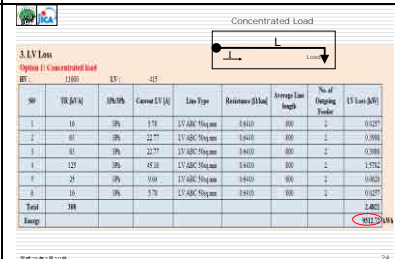 JICA
Concentrated Load
L
I
Load
3. LV Loss
Option 1: Concentrated load
HV : 11000 LV : 415
SN TR [kVA] 3Ph/1Ph Current LV [A] Line Type Resistance [Ω/km] Average Line length No. of Outgoing Feeder LV Loss [kW]
1 16 3Ph 5.78 LV ABC 50sq.mm 0.6410 800 2 0.0257
2 63 3Ph 22.77 LV ABC 50sq.mm 0.6410 800 2 0.3988
3 63 3Ph 22.77 LV ABC 50sq.mm 0.6410 800 2 0.3988
4 125 3Ph 45.18 LV ABC 50sq.mm 0.6410 800 2 1.5702
5 25 3Ph 9.04 LV ABC 50sq.mm 0.6410 800 2 0.0628
6 16 3Ph 5.78 LV ABC 50sq.mm 0.6410 800 2 0.0257
Total 308 2.4821
Energy kWh
24